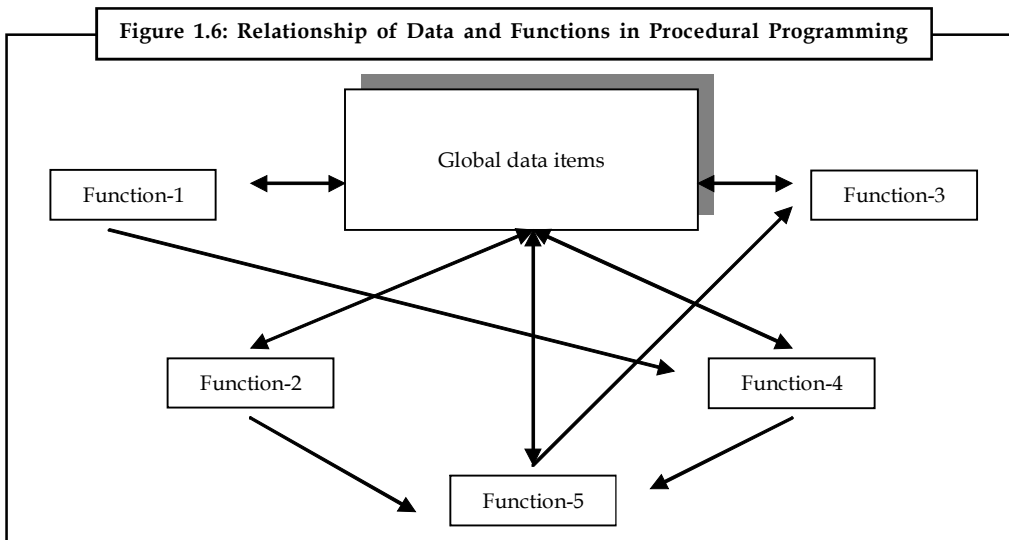 Figure 1.6: Relationship of Data and Functions in Procedural Programming
Global data items
Function-1
Function-3
Function-2
Function-4
Function-5